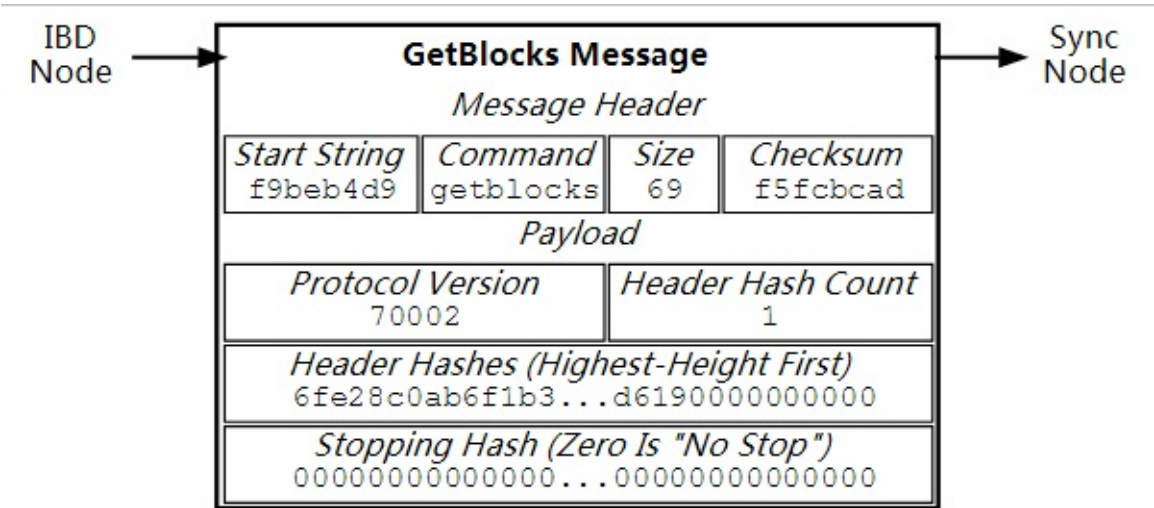 IBD
Node
GetBlocks Message
Sync
Node
Message Header
Start String Command Size Checksum
f9beb4d9 getblocks 69 f5fcbcad
Payload
Protocol Version Header Hash Count
70002 1
Header Hashes (Highest-Height First)
6fe28c0ab6f1b3...d6190000000000
Stopping Hash (Zero Is "No Stop")
00000000000000...00000000000000